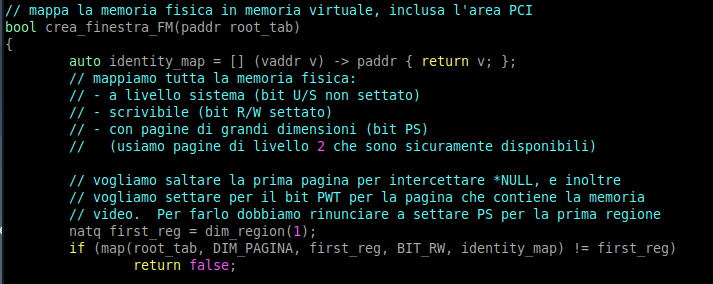 // mappa la memoria fisica in memoria virtuale, inclusa l'area PCI
bool crea_finestra_FM(paddr root_tab)
{
auto identity_map = [] (vaddr v) -> paddr { return v; };
// mappiamo tutta la memoria fisica:
// - a livello sistema (bit U/S non settato)
// - scrivibile (bit R/W settato)
// - con pagine di grandi dimensioni (bit PS)
//   (usiamo pagine di livello 2 che sono sicuramente disponibili)
// vogliamo saltare la prima pagina per intercettare *NULL, e inoltre
// vogliamo settare per il bit PWT per la pagina che contiene la memoria
// video.  Per farlo dobbiamo rinunciare a settare PS per la prima regione
natq first_reg = dim_region(1);
if (map(root_tab, DIM_PAGINA, first_reg, BIT_RW, identity_map) != first_reg)
return false;